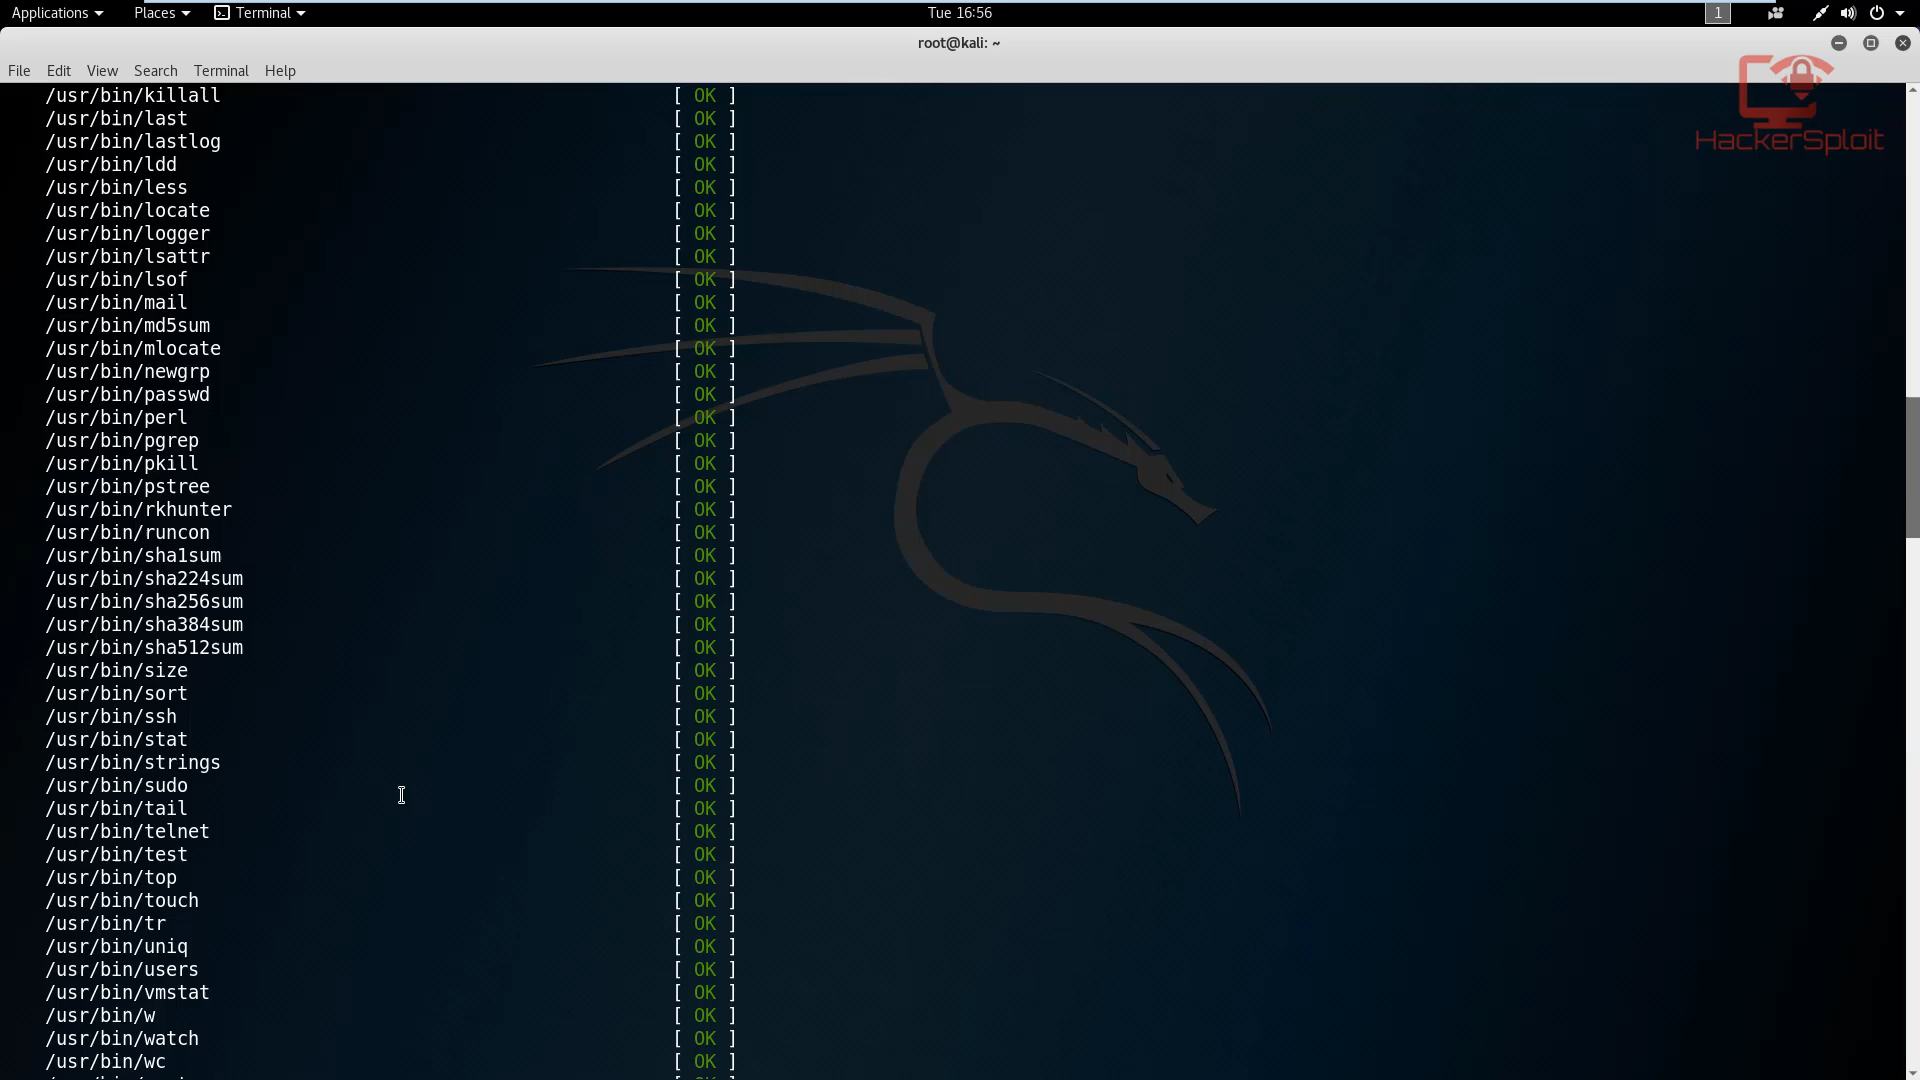 Applications Places Terminal Tue 16:56 1
root@kali: ~
File Edit View Search Terminal Help
HackerSploit
/usr/bin/killall [ OK ]
/usr/bin/last [ OK ]
/usr/bin/lastlog [ OK ]
/usr/bin/ldd [ OK ]
/usr/bin/less [ OK ]
/usr/bin/locate [ OK ]
/usr/bin/logger [ OK ]
/usr/bin/lsattr [ OK ]
/usr/bin/lsof [ OK ]
/usr/bin/mail [ OK ]
/usr/bin/md5sum [ OK ]
/usr/bin/mlocate [ OK ]
/usr/bin/newgrp [ OK ]
/usr/bin/passwd [ OK ]
/usr/bin/perl [ OK ]
/usr/bin/pgrep [ OK ]
/usr/bin/pkill [ OK ]
/usr/bin/pstree [ OK ]
/usr/bin/rkhunter [ OK ]
/usr/bin/runcon [ OK ]
/usr/bin/sha1sum [ OK ]
/usr/bin/sha224sum [ OK ]
/usr/bin/sha256sum [ OK ]
/usr/bin/sha384sum [ OK ]
/usr/bin/sha512sum [ OK ]
/usr/bin/size [ OK ]
/usr/bin/sort [ OK ]
/usr/bin/ssh [ OK ]
/usr/bin/stat [ OK ]
/usr/bin/strings [ OK ]
/usr/bin/sudo [ OK ]
/usr/bin/tail [ OK ]
/usr/bin/telnet [ OK ]
/usr/bin/test [ OK ]
/usr/bin/top [ OK ]
/usr/bin/touch [ OK ]
/usr/bin/tr [ OK ]
/usr/bin/uniq [ OK ]
/usr/bin/users [ OK ]
/usr/bin/vmstat [ OK ]
/usr/bin/w [ OK ]
/usr/bin/watch [ OK ]
/usr/bin/wc [ OK ]